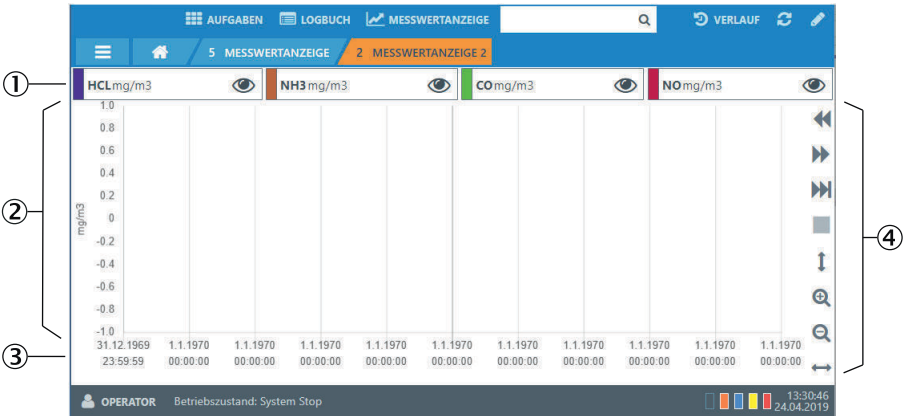 AUFGABEN LOGBUCH MESSWERTANZEIGE VERLAUF
5 MESSWERTANZEIGE 2 MESSWERTANZEIGE 2
① HCL mg/m3 NH3 mg/m3 CO mg/m3 NO mg/m3
1.0
0.8
0.6
0.4
0.2
0
-0.2
-0.4
-0.6
-0.8
-1.0
mg/m3
②
④
31.12.1969 1.1.1970 1.1.1970 1.1.1970 1.1.1970 1.1.1970 1.1.1970 1.1.1970 1.1.1970 1.1.1970 1.1.1970
③ 23:59:59 00:00:00 00:00:00 00:00:00 00:00:00 00:00:00 00:00:00 00:00:00 00:00:00 00:00:00 00:00:00
OPERATOR Betriebszustand: System Stop
13:30:46
24.04.2019